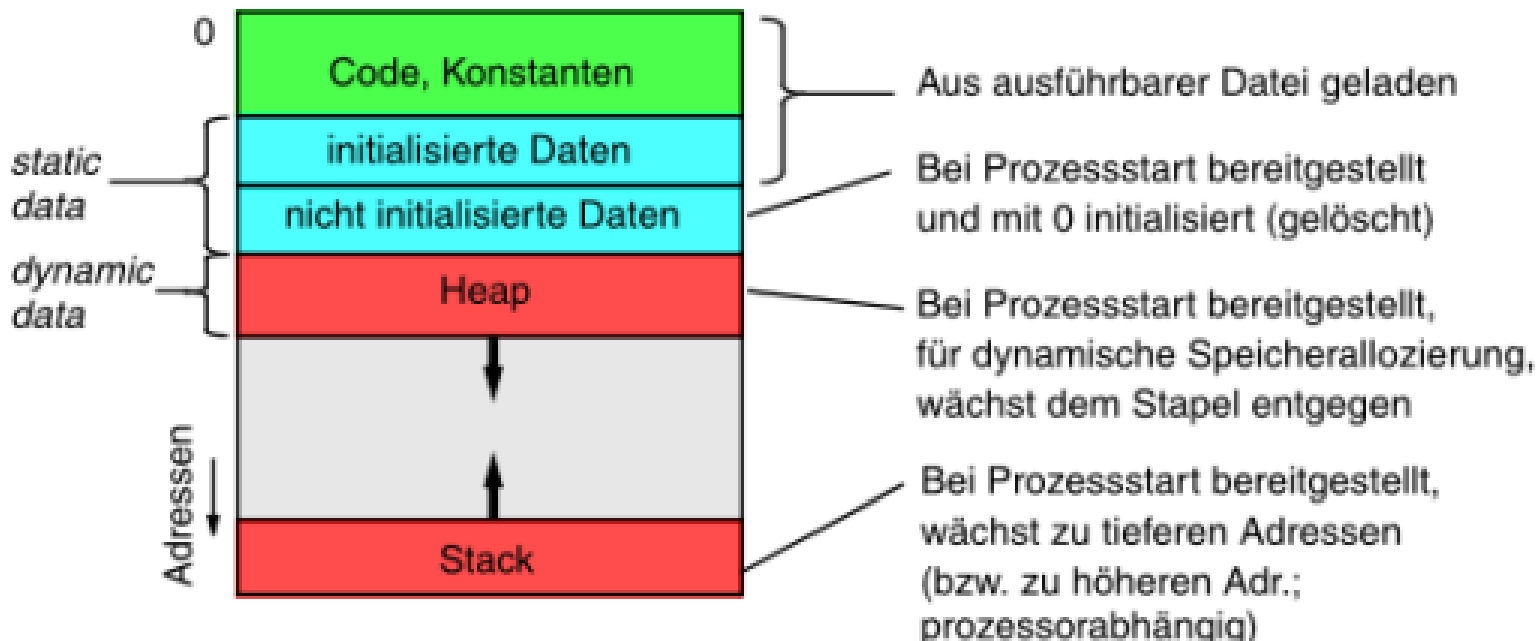 0
Code, Konstanten
initialisierte Daten
nicht initialisierte Daten
Heap
Stack
static
data
dynamic
data
Adressen
Aus ausführbarer Datei geladen
Bei Prozessstart bereitgestellt
und mit 0 initialisiert (gelöscht)
Bei Prozessstart bereitgestellt,
für dynamische Speicherallozierung,
wächst dem Stapel entgegen
Bei Prozessstart bereitgestellt,
wächst zu tieferen Adressen
(bzw. zu höheren Adr.;
prozessorabhängig)